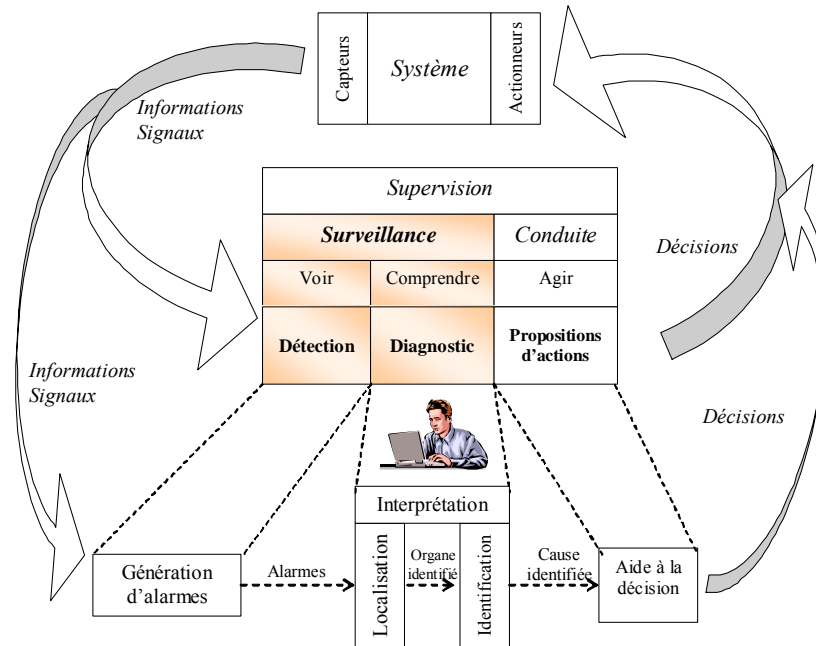 Capteurs
Système
Actionneurs
Informations
Signaux
Supervision
Surveillance
Conduite
Décisions
Voir
Comprendre
Agir
Détection
Diagnostic
Propositions
d'actions
Informations
Signaux
Décisions
Interprétation
Génération
d'alarmes
Alarmes
Localisation
Organe
identifié
Identification
Cause
identifiée
Aide à la
décision